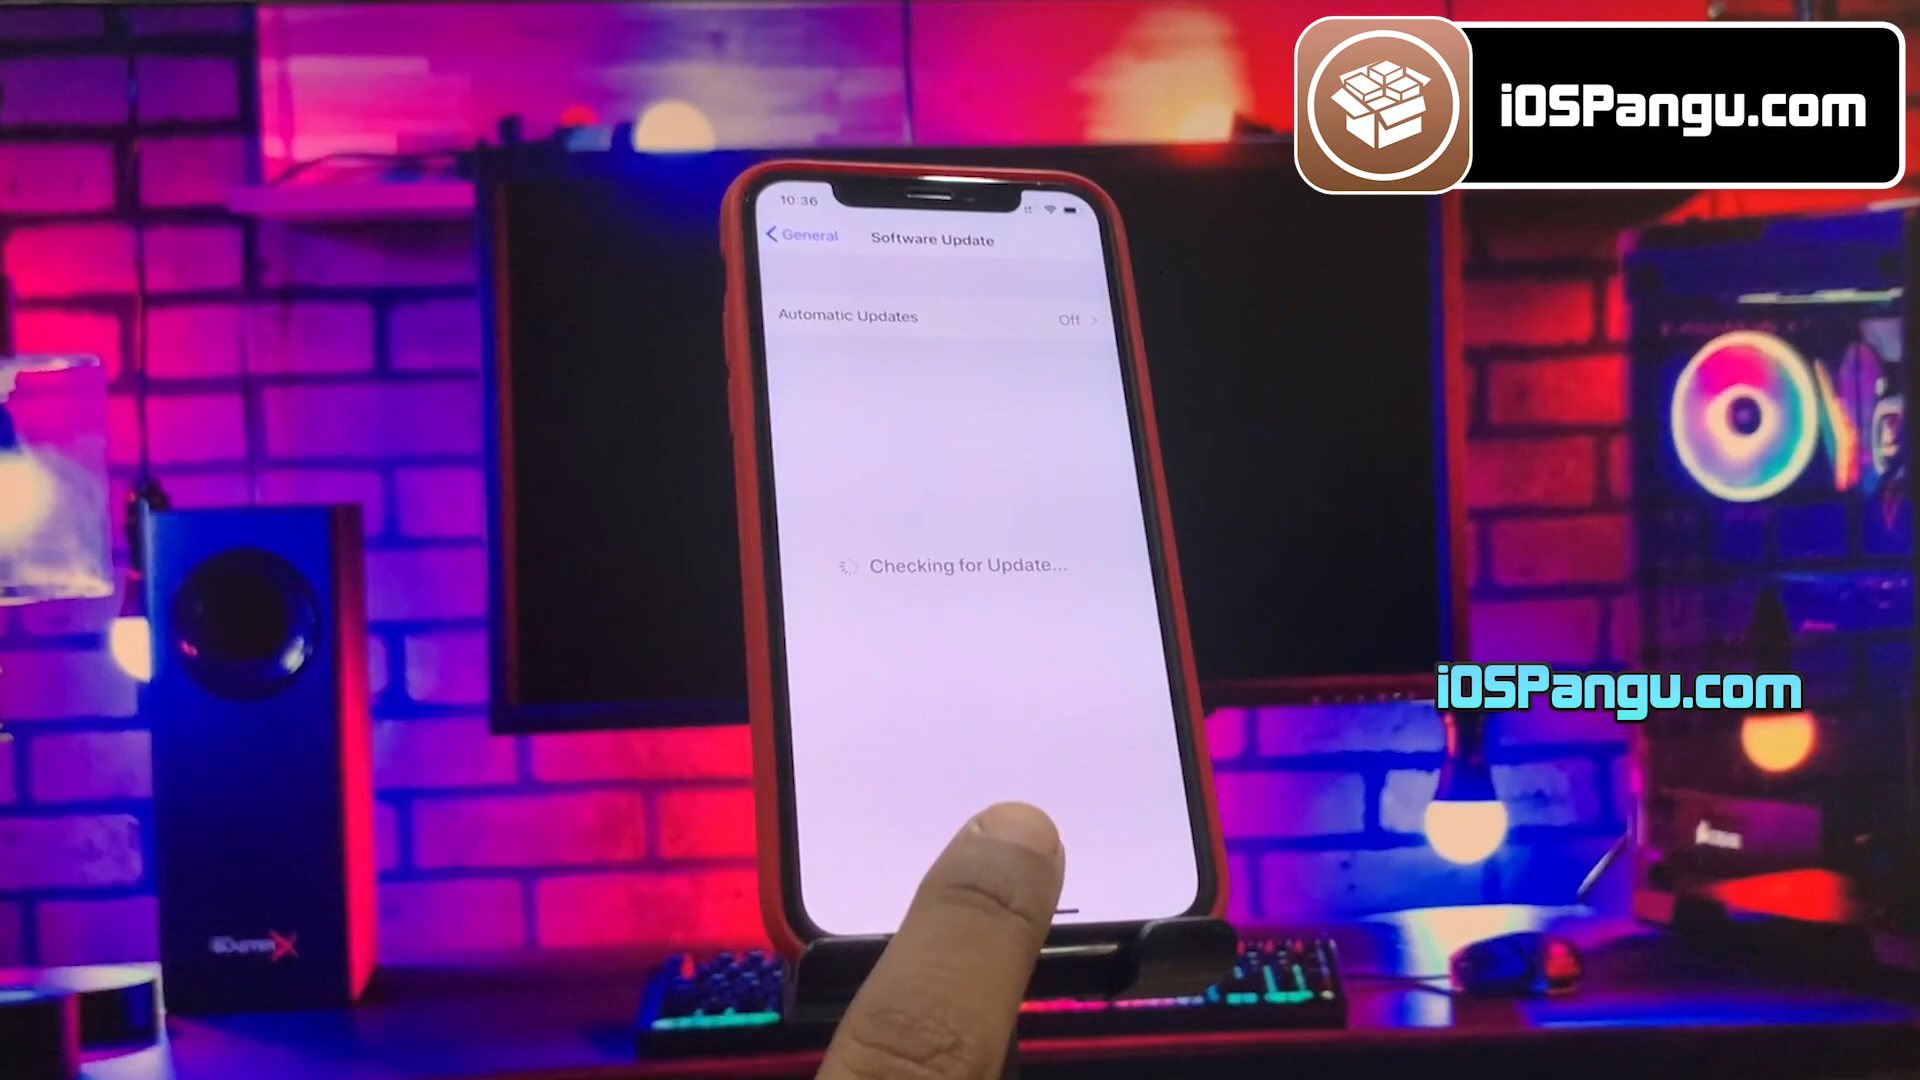 iOSPangu.com
10:36
General
Software Update
Automatic Updates
Off
Checking for Update...
iOSPangu.com